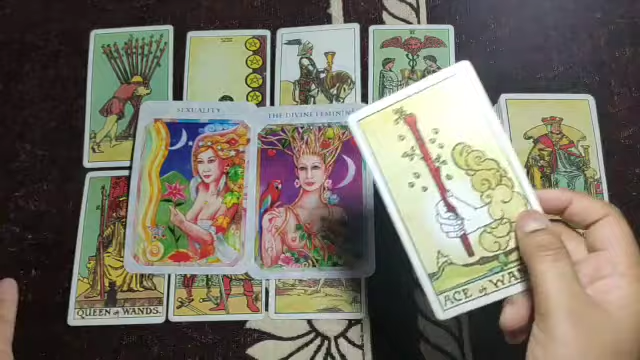 SEXUALITY
THE DIVINE FEMININE
ACE of WANDS
QUEEN of WANDS